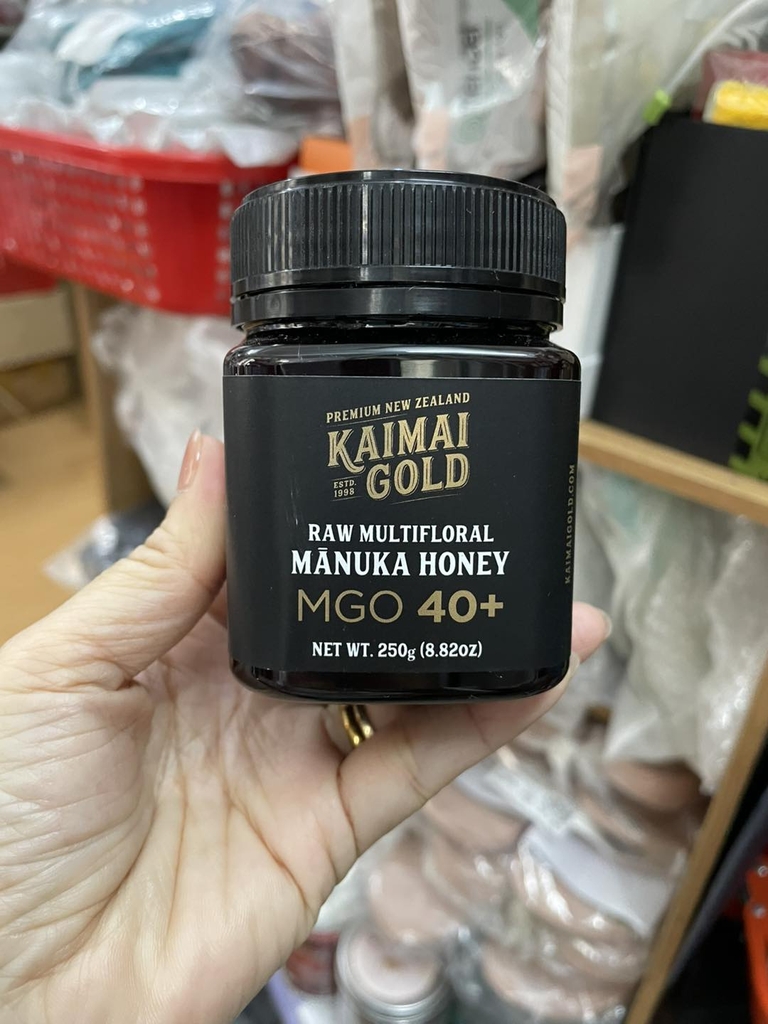 PREMIUM NEW ZEALAND
KAIMAI
ESTD.
1998
GOLD
RAW MULTIFLORAL
MĀNUKA HONEY
MGO 40+
NET WT. 250g (8.82oz)
KAIMAIGOLD.COM